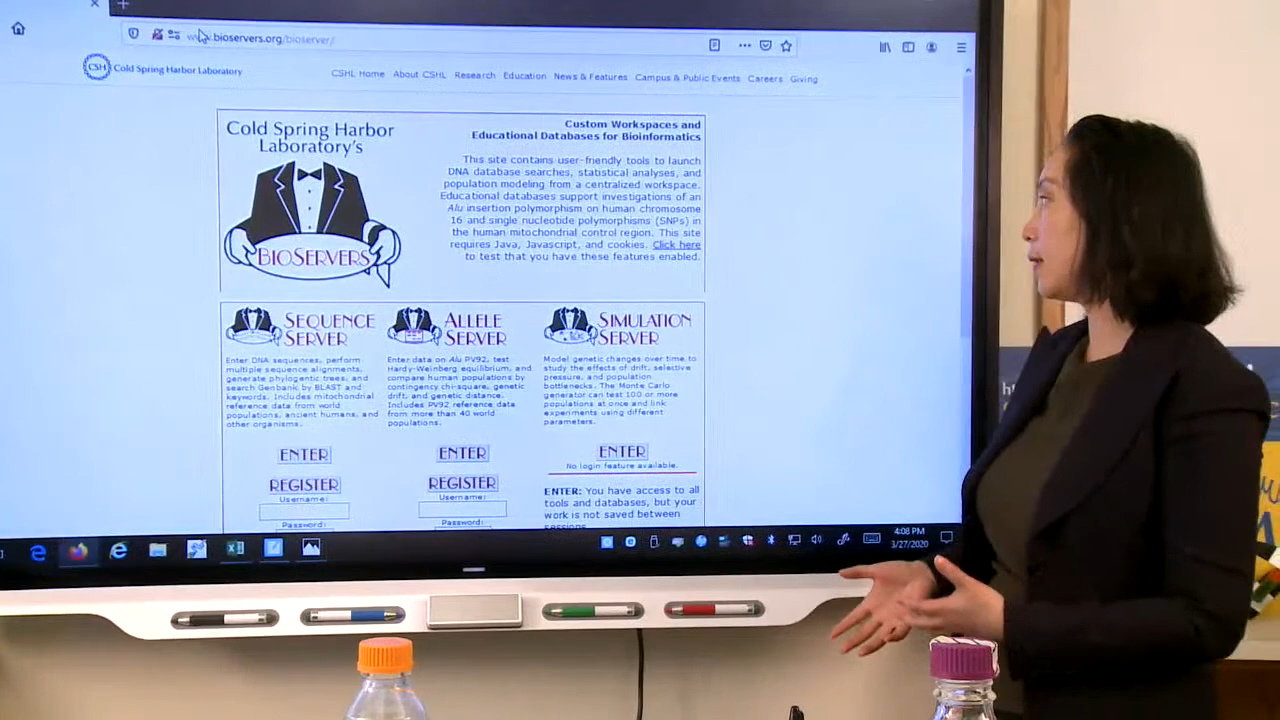 www.bioservers.org/bioserver/
CSH Cold Spring Harbor Laboratory
CSHL Home About CSHL Research Education News & Features Campus & Public Events Careers Giving
Cold Spring Harbor
Laboratory's
BIOSERVERS
Custom Workspaces and
Educational Databases for Bioinformatics
This site contains user-friendly tools to launch
DNA database searches, statistical analyses, and
population modeling from a centralized workspace.
Educational databases support investigations of an
Alu insertion polymorphism on human chromosome
16 and single nucleotide polymorphisms (SNPs) in
the human mitochondrial control region. This site
requires Java, Javascript, and cookies. Click here
to test that you have these features enabled.
SEQUENCE
SERVER
Enter DNA sequences, perform
multiple sequence alignments,
generate phylogentic trees, and
search Genbank by BLAST and
keywords. Includes mitochondrial
reference data from world
populations, ancient humans, and
other organisms.
ENTER
REGISTER
Username:
Password:
ALLELE
SERVER
Enter data on Alu PV92, test
Hardy-Weinberg equilibrium, and
compare human populations by
contingency chi-square, genetic
drift, and genetic distance.
Includes PV92 reference data
from more than 40 world
populations.
ENTER
REGISTER
Username:
Password:
SIMULATION
SERVER
Model genetic changes over time to
study the effects of drift, selective
pressure, and population
bottlenecks. The Monte Carlo
generator can test 100 or more
populations at once and link
experiments using different
parameters.
ENTER
No login feature available.
ENTER: You have access to all
tools and databases, but your
work is not saved between
sessions.
4:08 PM
3/27/2020